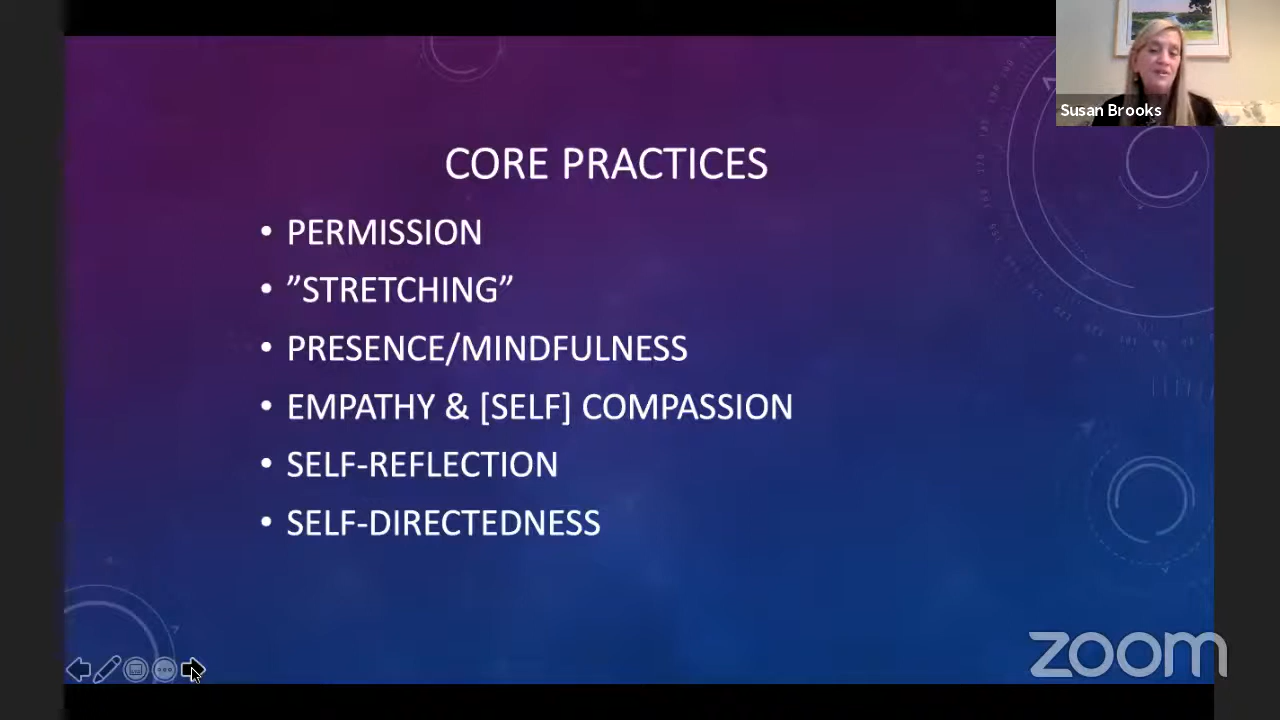 Susan Brooks
CORE PRACTICES
• PERMISSION
• ”STRETCHING”
• PRESENCE/MINDFULNESS
• EMPATHY & [SELF] COMPASSION
• SELF-REFLECTION
• SELF-DIRECTEDNESS
zoom